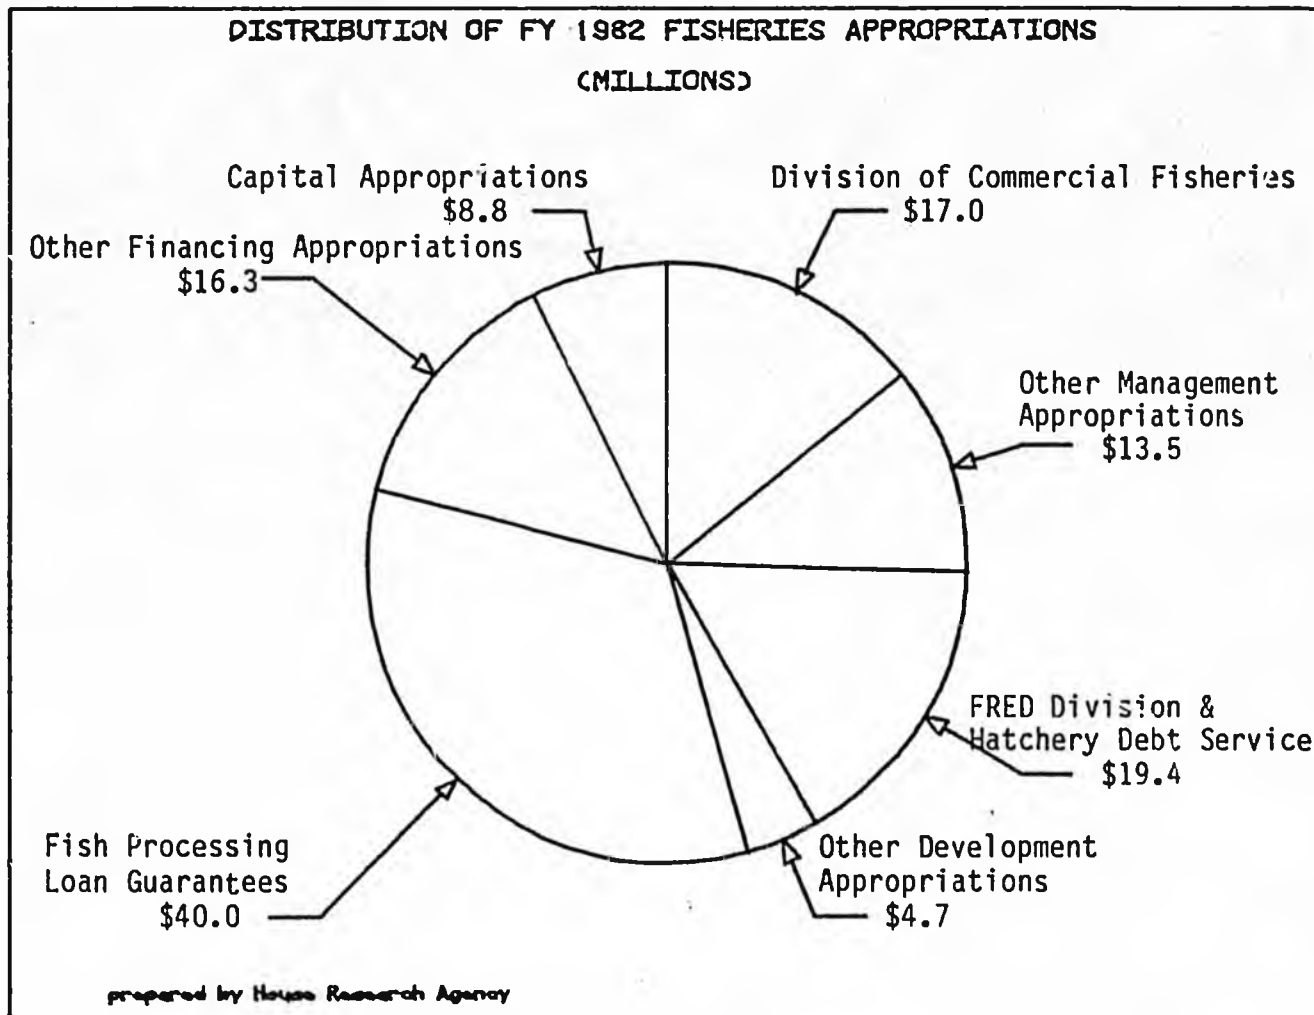 DISTRIBUTION OF FY 1982 FISHERIES APPROPRIATIONS
(MILLIONS)
Capital Appropriations
$8.8
Division of Commercial Fisheries
$17.0
Other Financing Appropriations
$16.3
Other Management
Appropriations
$13.5
FRED Division &
Hatchery Debt Service
$19.4
Other Development
Appropriations
$4.7
Fish Processing
Loan Guarantees
$40.0
prepared by House Research Agency